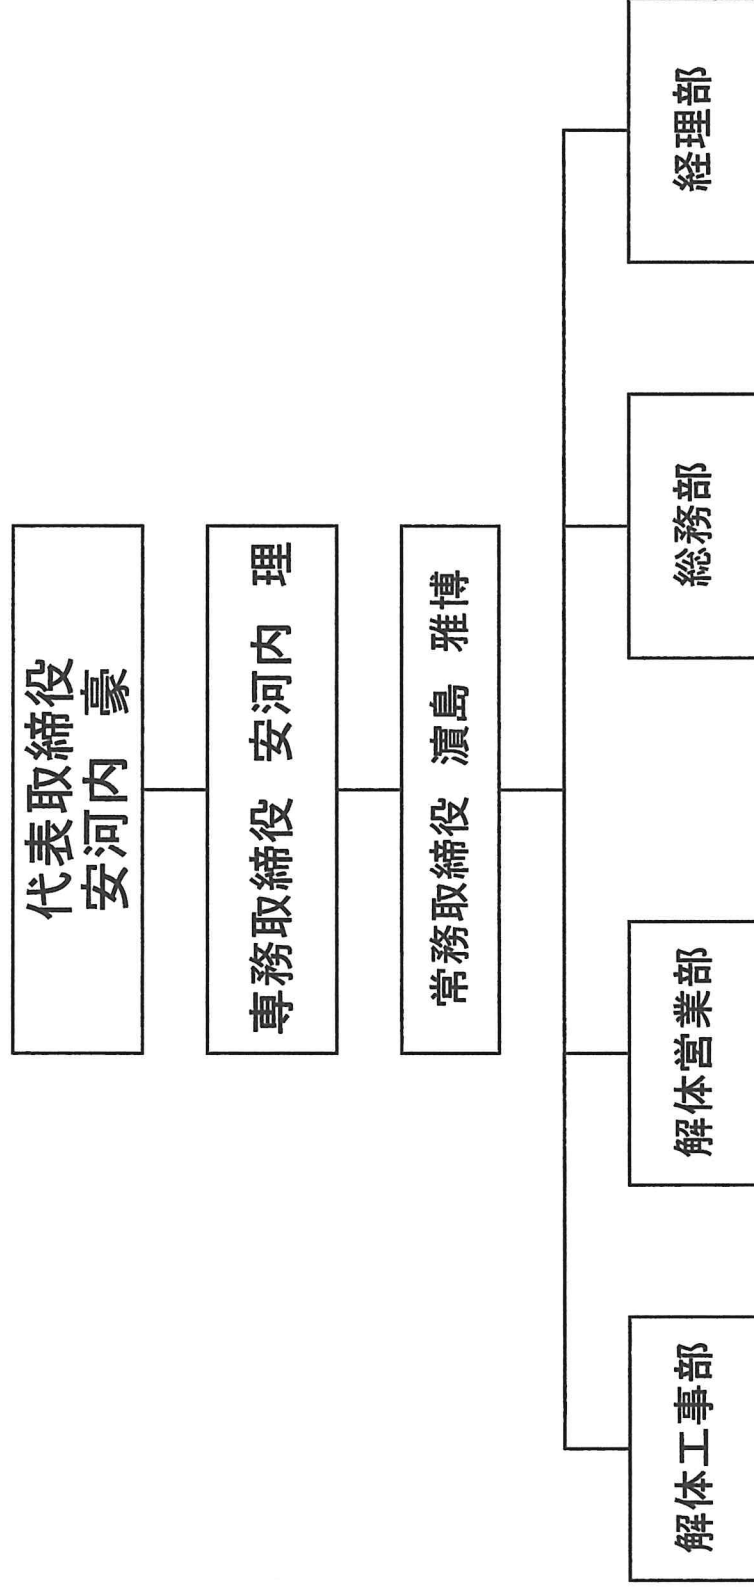 代表取締役
安河内 豪
専務取締役 安河内 理
常務取締役 濵島 雅博
解体工事部
解体営業部
総務部
経理部